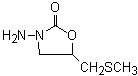 O
H₂N-N
O
CH₂SCH₃